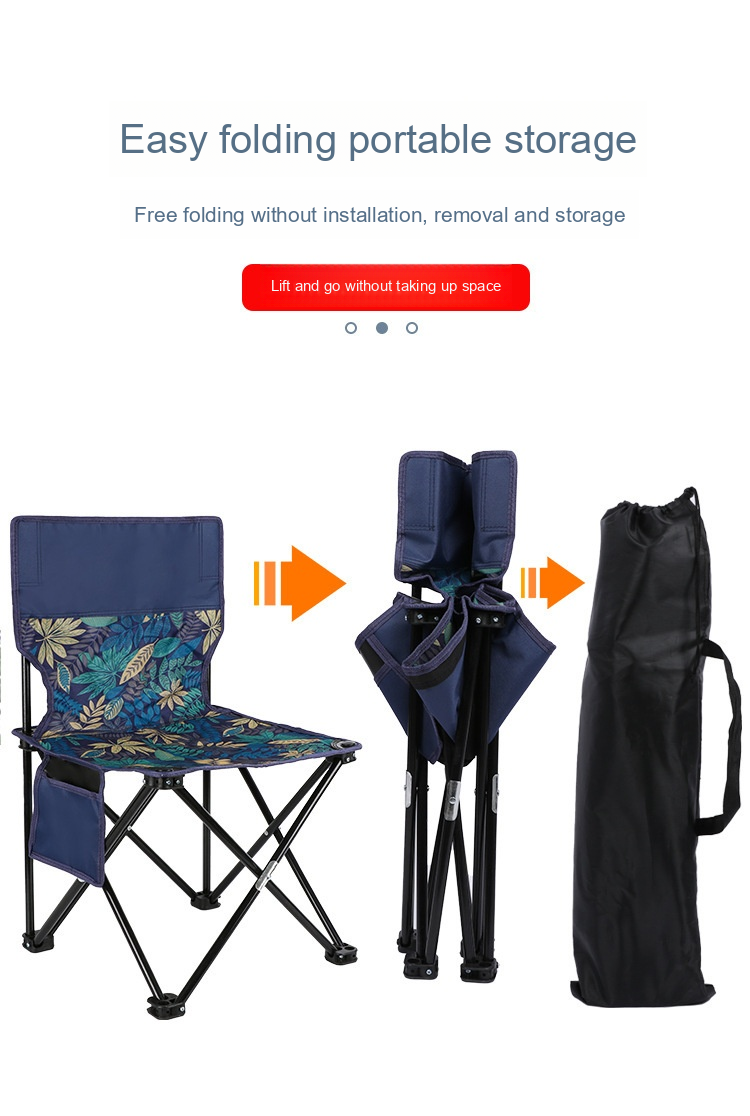 Easy folding portable storage
Free folding without installation, removal and storage
Lift and go without taking up space